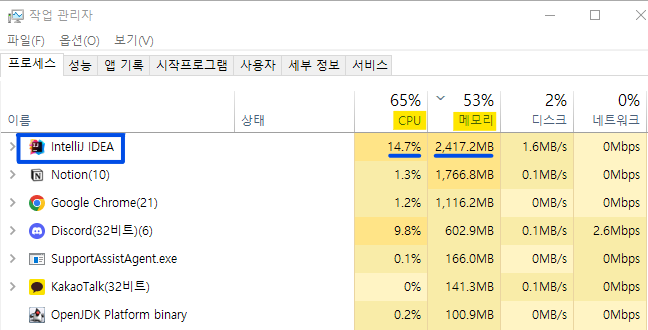 작업 관리자
파일(F) 옵션(O) 보기(V)
프로세스 성능 앱 기록 시작프로그램 사용자 세부 정보 서비스
65% 53% 2% 0%
이름 상태 CPU 메모리 디스크 네트워크
IntelliJ IDEA 14.7% 2,417.2MB 1.6MB/s 0Mbps
Notion(10) 1.3% 1,766.8MB 0.1MB/s 0Mbps
Google Chrome(21) 1.2% 1,116.2MB 0MB/s 0Mbps
Discord(32비트)(6) 9.8% 602.9MB 0.1MB/s 2.6Mbps
SupportAssistAgent.exe 0.1% 166.0MB 0MB/s 0Mbps
KakaoTalk(32비트) 0% 141.3MB 0.1MB/s 0Mbps
OpenJDK Platform binary 0.2% 100.9MB 0MB/s 0Mbps